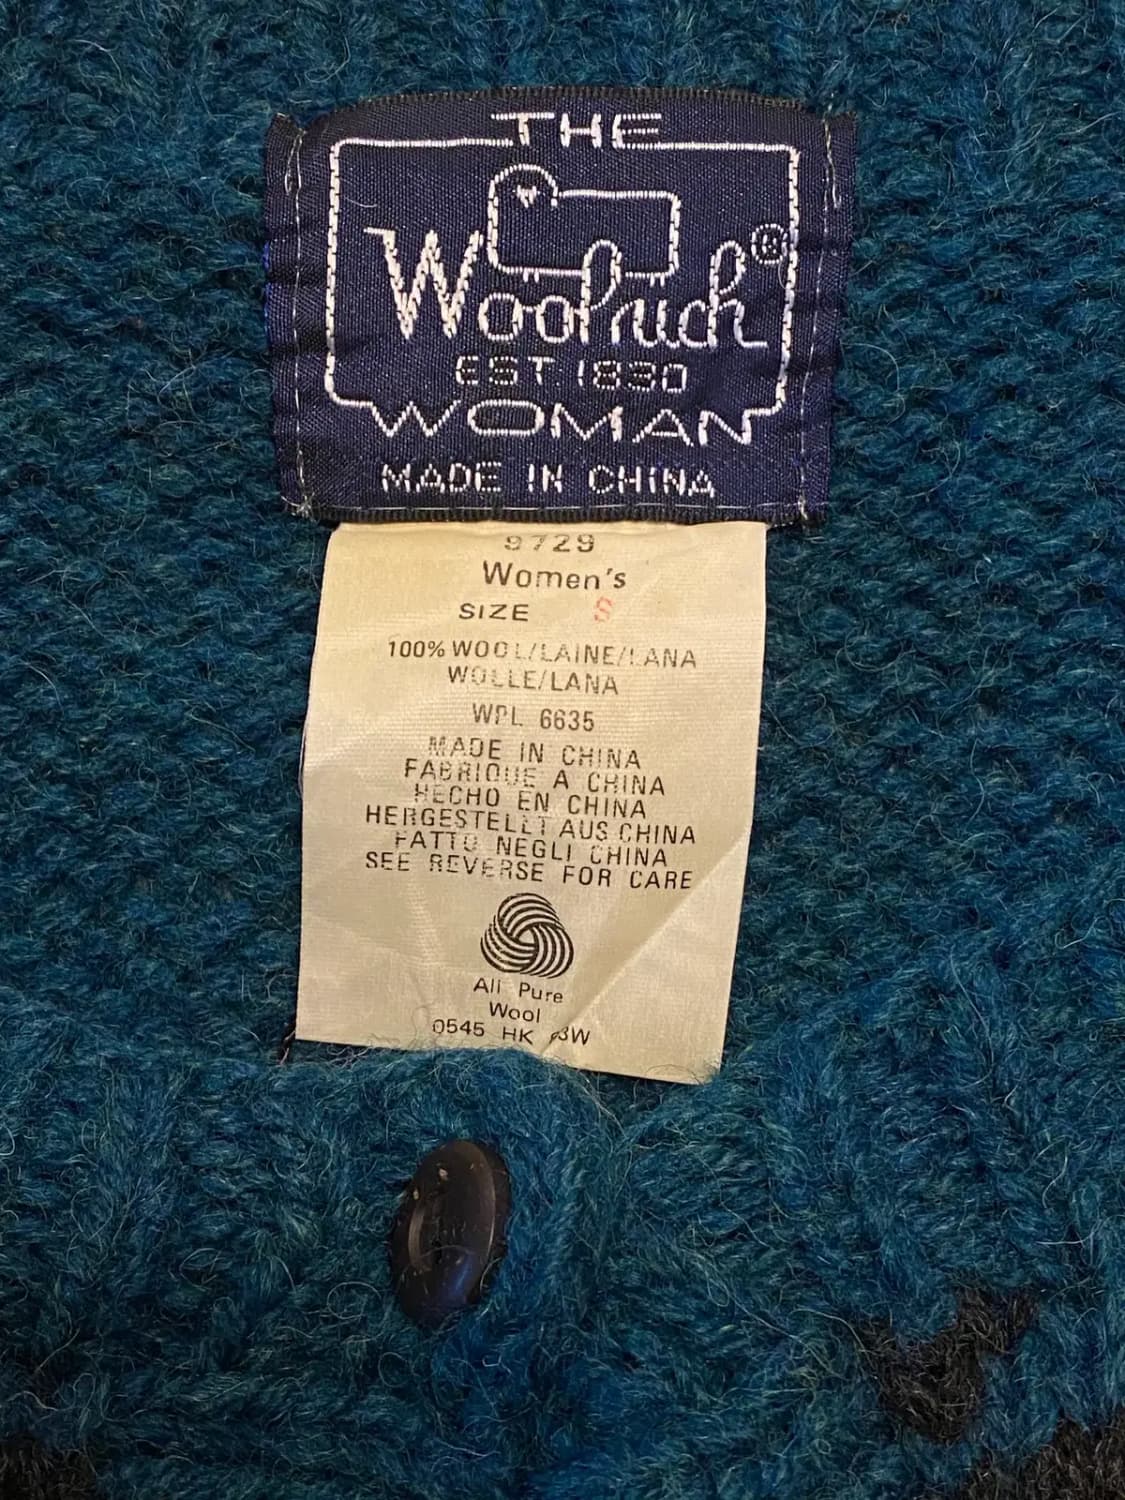 THE
Woolrich®
EST. 1830
WOMAN
MADE IN CHINA
9729
Women's
SIZE S
100% WOOL/LAINE/LANA
WOLLE/LANA
WPL 6635
MADE IN CHINA
FABRIQUE A CHINA
HECHO EN CHINA
HERGESTELLT AUS CHINA
FATTO NEGLI CHINA
SEE REVERSE FOR CARE
All Pure
Wool
0545 HK